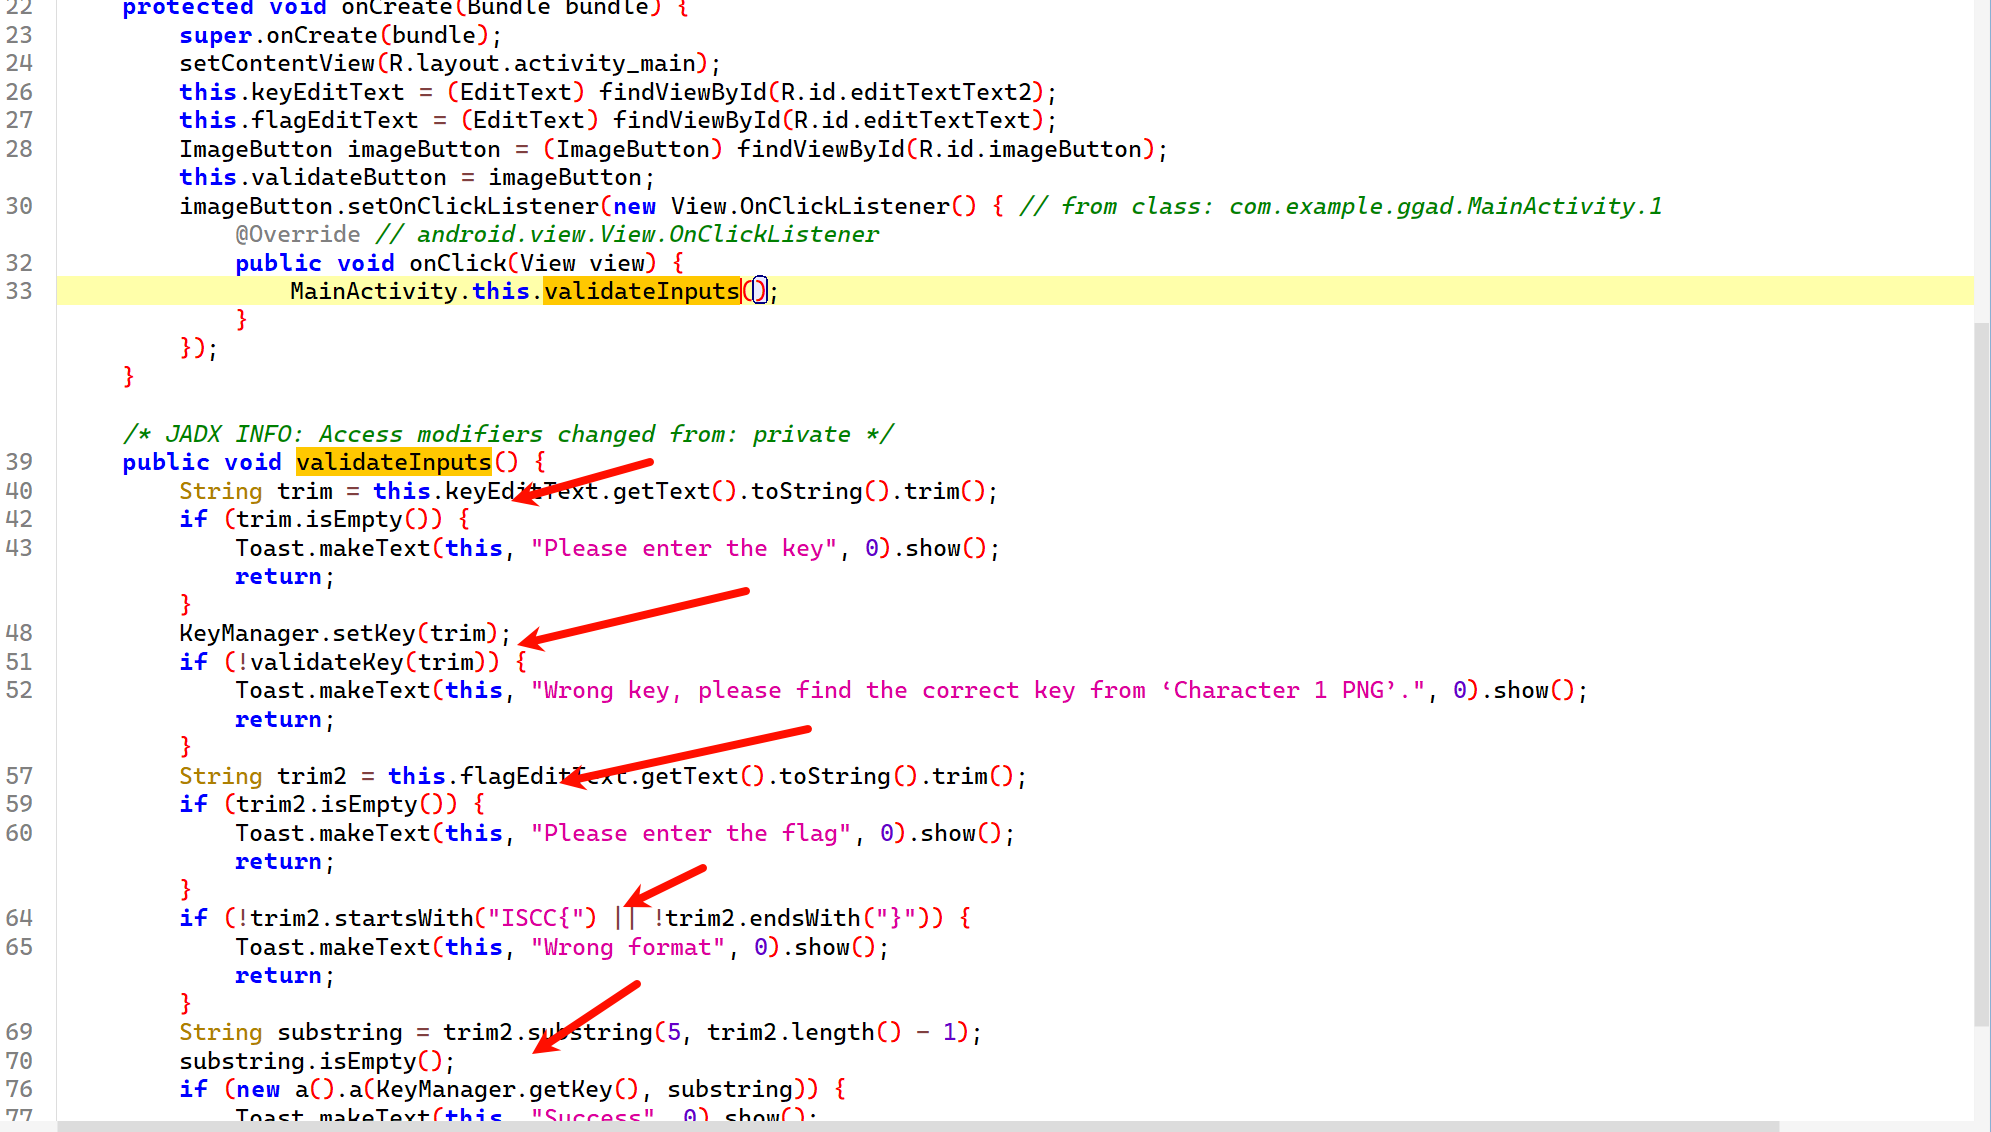 22 protected void onCreate(Bundle bundle) {
23 super.onCreate(bundle);
24 setContentView(R.layout.activity_main);
26 this.keyEditText = (EditText) findViewById(R.id.editTextText2);
27 this.flagEditText = (EditText) findViewById(R.id.editTextText);
28 ImageButton imageButton = (ImageButton) findViewById(R.id.imageButton);
this.validateButton = imageButton;
30 imageButton.setOnClickListener(new View.OnClickListener() { // from class: com.example.ggad.MainActivity.1
@Override // android.view.View.OnClickListener
32 public void onClick(View view) {
33 MainActivity.this.validateInputs();
}
});
}
/* JADX INFO: Access modifiers changed from: private */
39 public void validateInputs() {
40 String trim = this.keyEditText.getText().toString().trim();
42 if (trim.isEmpty()) {
43 Toast.makeText(this, "Please enter the key", 0).show();
return;
}
48 KeyManager.setKey(trim);
51 if (!validateKey(trim)) {
52 Toast.makeText(this, "Wrong key, please find the correct key from ‘Character 1 PNG’.", 0).show();
return;
}
57 String trim2 = this.flagEditText.getText().toString().trim();
59 if (trim2.isEmpty()) {
60 Toast.makeText(this, "Please enter the flag", 0).show();
return;
}
64 if (!trim2.startsWith("ISCC{") || !trim2.endsWith("}")) {
65 Toast.makeText(this, "Wrong format", 0).show();
return;
}
69 String substring = trim2.substring(5, trim2.length() - 1);
70 substring.isEmpty();
76 if (new a().a(KeyManager.getKey(), substring)) {
77 Toast.makeText(this, "Success", 0).show();